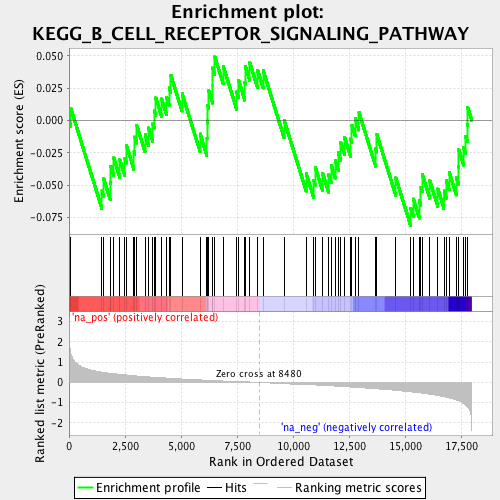 Enrichment plot:
KEGG_B_CELL_RECEPTOR_SIGNALING_PATHWAY
Enrichment score (ES)
0.050
0.025
0.000
-0.025
-0.050
-0.075
'na_pos' (positively correlated)
Ranked list metric (PreRanked)
3
2
1
0
-1
-2
Zero cross at 8480
'na_neg' (negatively correlated)
0
2,500
5,000
7,500
10,000
12,500
15,000
17,500
Rank in Ordered Dataset
Enrichment profile
Hits
Ranking metric scores